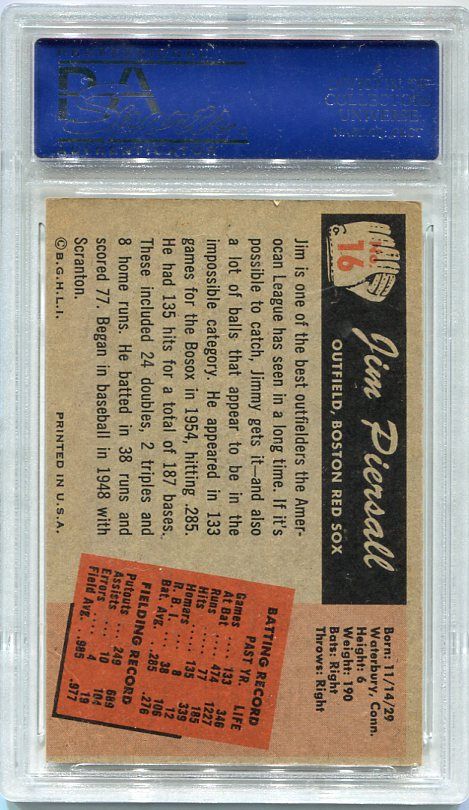 No.
16
Jim Piersall
OUTFIELD, BOSTON RED SOX
Born: 11/14/29
Waterbury, Conn.
Height: 6
Weight: 190
Bats: Right
Throws: Right
Jim is one of the best outfielders the Amer-
ocan League has seen in a long time. If it's
possible to catch, Jimmy gets it—and also
a lot of balls that appear to be in the
impossible category. He appeared in 133
games for the Bosox in 1954, hitting .285.
He had 135 hits for a total of 187 bases.
These included 24 doubles, 2 triples and
8 home runs. He batted in 38 runs and
scored 77. Began in baseball in 1948 with
Scranton.
BATTING RECORD
PAST YR. LIFE
Games 133 346
At Bat 474 1227
Runs 77 185
Hits 135 339
Homers 8 12
R. B. I. 38 106
Bat. Avg. .285 .276
FIELDING RECORD
Putouts 249 689
Assists 10 104
Errors 4 19
Field Avg. .985 .977
©B.G.H.L.I. PRINTED IN U.S.A.
COLLECTORS
UNIVERSE